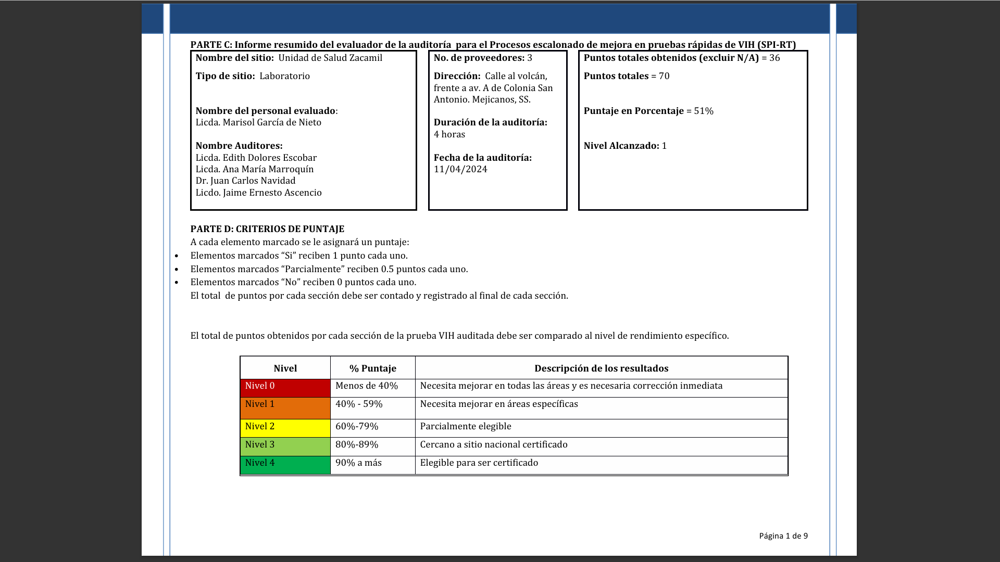 PARTE C: Informe resumido del evaluador de la auditoría  para el Procesos escalonado de mejora en pruebas rápidas de VIH (SPI-RT)
Nombre del sitio:  Unidad de Salud Zacamil
Tipo de sitio:  Laboratorio
Nombre del personal evaluado:
Licda. Marisol García de Nieto
Nombre Auditores:
Licda. Edith Dolores Escobar
Licda. Ana María Marroquín
Dr. Juan Carlos Navidad
Licdo. Jaime Ernesto Ascencio
No. de proveedores: 3
Dirección:  Calle al volcán,
frente a av. A de Colonia San
Antonio. Mejicanos, SS.
Duración de la auditoría:
4 horas
Fecha de la auditoría:
11/04/2024
Puntos totales obtenidos (excluir N/A) = 36
Puntos totales = 70
Puntaje en Porcentaje = 51%
Nivel Alcanzado: 1
PARTE D: CRITERIOS DE PUNTAJE
A cada elemento marcado se le asignará un puntaje:
• Elementos marcados “Si” reciben 1 punto cada uno.
• Elementos marcados “Parcialmente” reciben 0.5 puntos cada uno.
• Elementos marcados “No” reciben 0 puntos cada uno.
El total  de puntos por cada sección debe ser contado y registrado al final de cada sección.
El total de puntos obtenidos por cada sección de la prueba VIH auditada debe ser comparado al nivel de rendimiento específico.
Nivel % Puntaje Descripción de los resultados
Nivel 0 Menos de 40% Necesita mejorar en todas las áreas y es necesaria corrección inmediata
Nivel 1 40% - 59% Necesita mejorar en áreas específicas
Nivel 2 60%-79% Parcialmente elegible
Nivel 3 80%-89% Cercano a sitio nacional certificado
Nivel 4 90% a más Elegible para ser certificado
Página 1 de 9